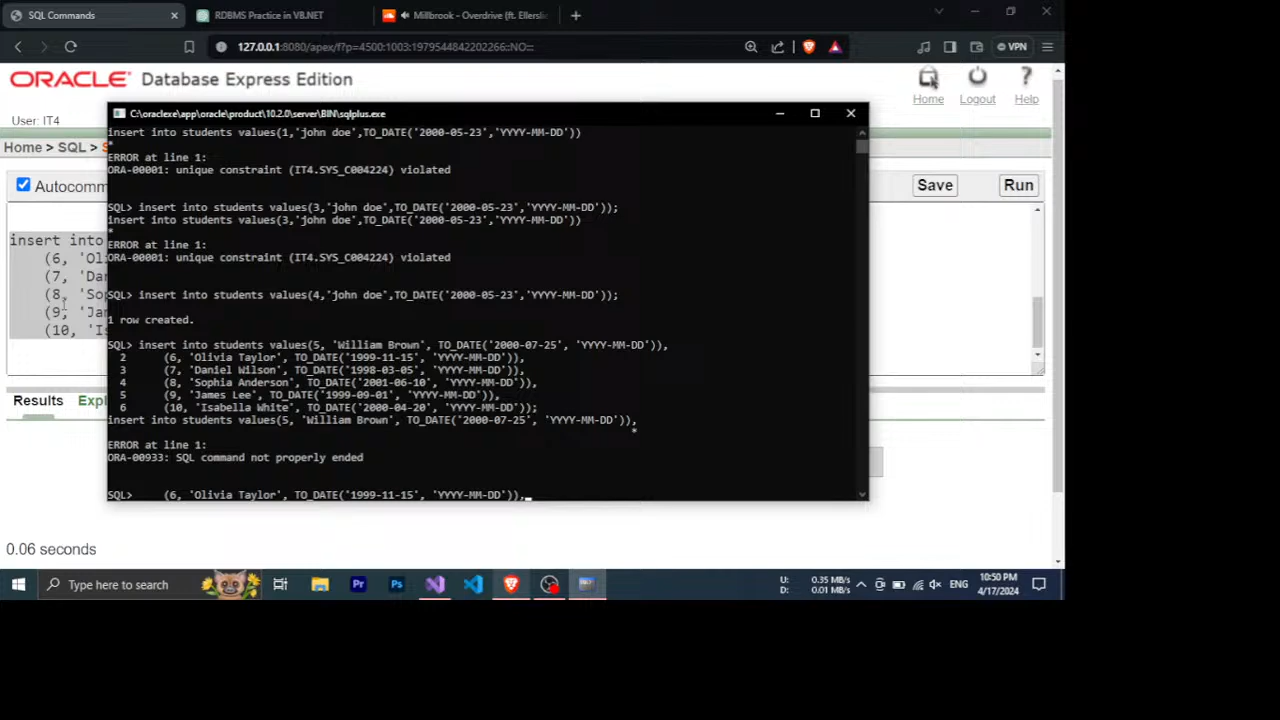 SQL Commands
RDBMS Practice in VB.NET
Millbrook - Overdrive (ft. Ellersli
127.0.0.1:8080/apex/f?p=4500:1003:1979544842202266::NO::
VPN
ORACLE Database Express Edition
Home
Logout
Help
User: IT4
Home > SQL >
Autocomm
Save
Run
insert into
(6, 'Ol
(7, 'Dar
(8, 'Sop
(9, 'Jam
(10, 'Is
Results
0.06 seconds
C:\oraclexe\app\oracle\product\10.2.0\server\BIN\sqlplus.exe
insert into students values(1,'john doe',TO_DATE('2000-05-23','YYYY-MM-DD'))
*
ERROR at line 1:
ORA-00001: unique constraint (IT4.SYS_C004224) violated
SQL> insert into students values(3,'john doe',TO_DATE('2000-05-23','YYYY-MM-DD'));
insert into students values(3,'john doe',TO_DATE('2000-05-23','YYYY-MM-DD'))
*
ERROR at line 1:
ORA-00001: unique constraint (IT4.SYS_C004224) violated
SQL> insert into students values(4,'john doe',TO_DATE('2000-05-23','YYYY-MM-DD'));
1 row created.
SQL> insert into students values(5, 'William Brown', TO_DATE('2000-07-25', 'YYYY-MM-DD')),
2 (6, 'Olivia Taylor', TO_DATE('1999-11-15', 'YYYY-MM-DD')),
3 (7, 'Daniel Wilson', TO_DATE('1998-03-05', 'YYYY-MM-DD')),
4 (8, 'Sophia Anderson', TO_DATE('2001-06-10', 'YYYY-MM-DD')),
5 (9, 'James Lee', TO_DATE('1999-09-01', 'YYYY-MM-DD')),
6 (10, 'Isabella White', TO_DATE('2000-04-20', 'YYYY-MM-DD'));
insert into students values(5, 'William Brown', TO_DATE('2000-07-25', 'YYYY-MM-DD')),
*
ERROR at line 1:
ORA-00933: SQL command not properly ended
SQL> (6, 'Olivia Taylor', TO_DATE('1999-11-15', 'YYYY-MM-DD')),
Type here to search
Pr
Ps
U: 0.35 MB/s
D: 0.01 MB/s
ENG
10:50 PM
4/17/2024